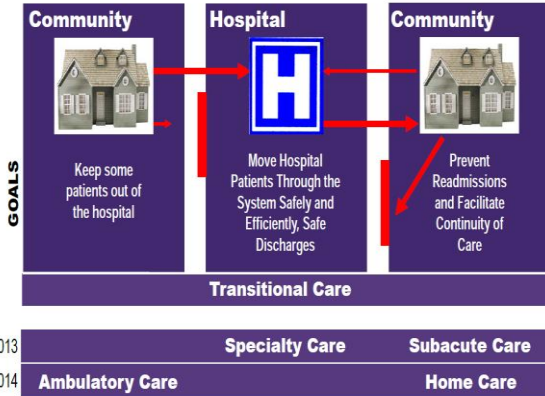 Community
Hospital
Community
H
GOALS
Keep some
patients out of
the hospital
Move Hospital
Patients Through the
System Safely and
Efficiently, Safe
Discharges
Prevent
Readmissions
and Facilitate
Continuity of
Care
Transitional Care
013 Specialty Care Subacute Care
014 Ambulatory Care Home Care